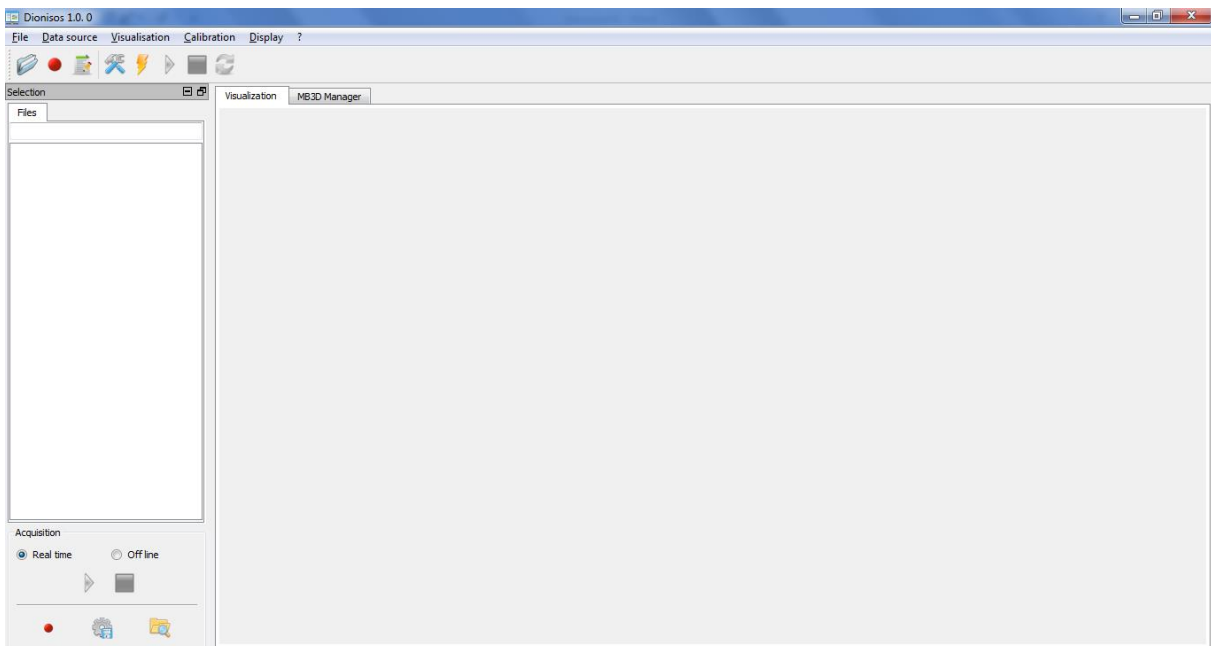 Dionisos 1.0. 0
File Data source Visualisation Calibration Display ?
Selection
Visualization MB3D Manager
Files
Acquisition
Real time Off line